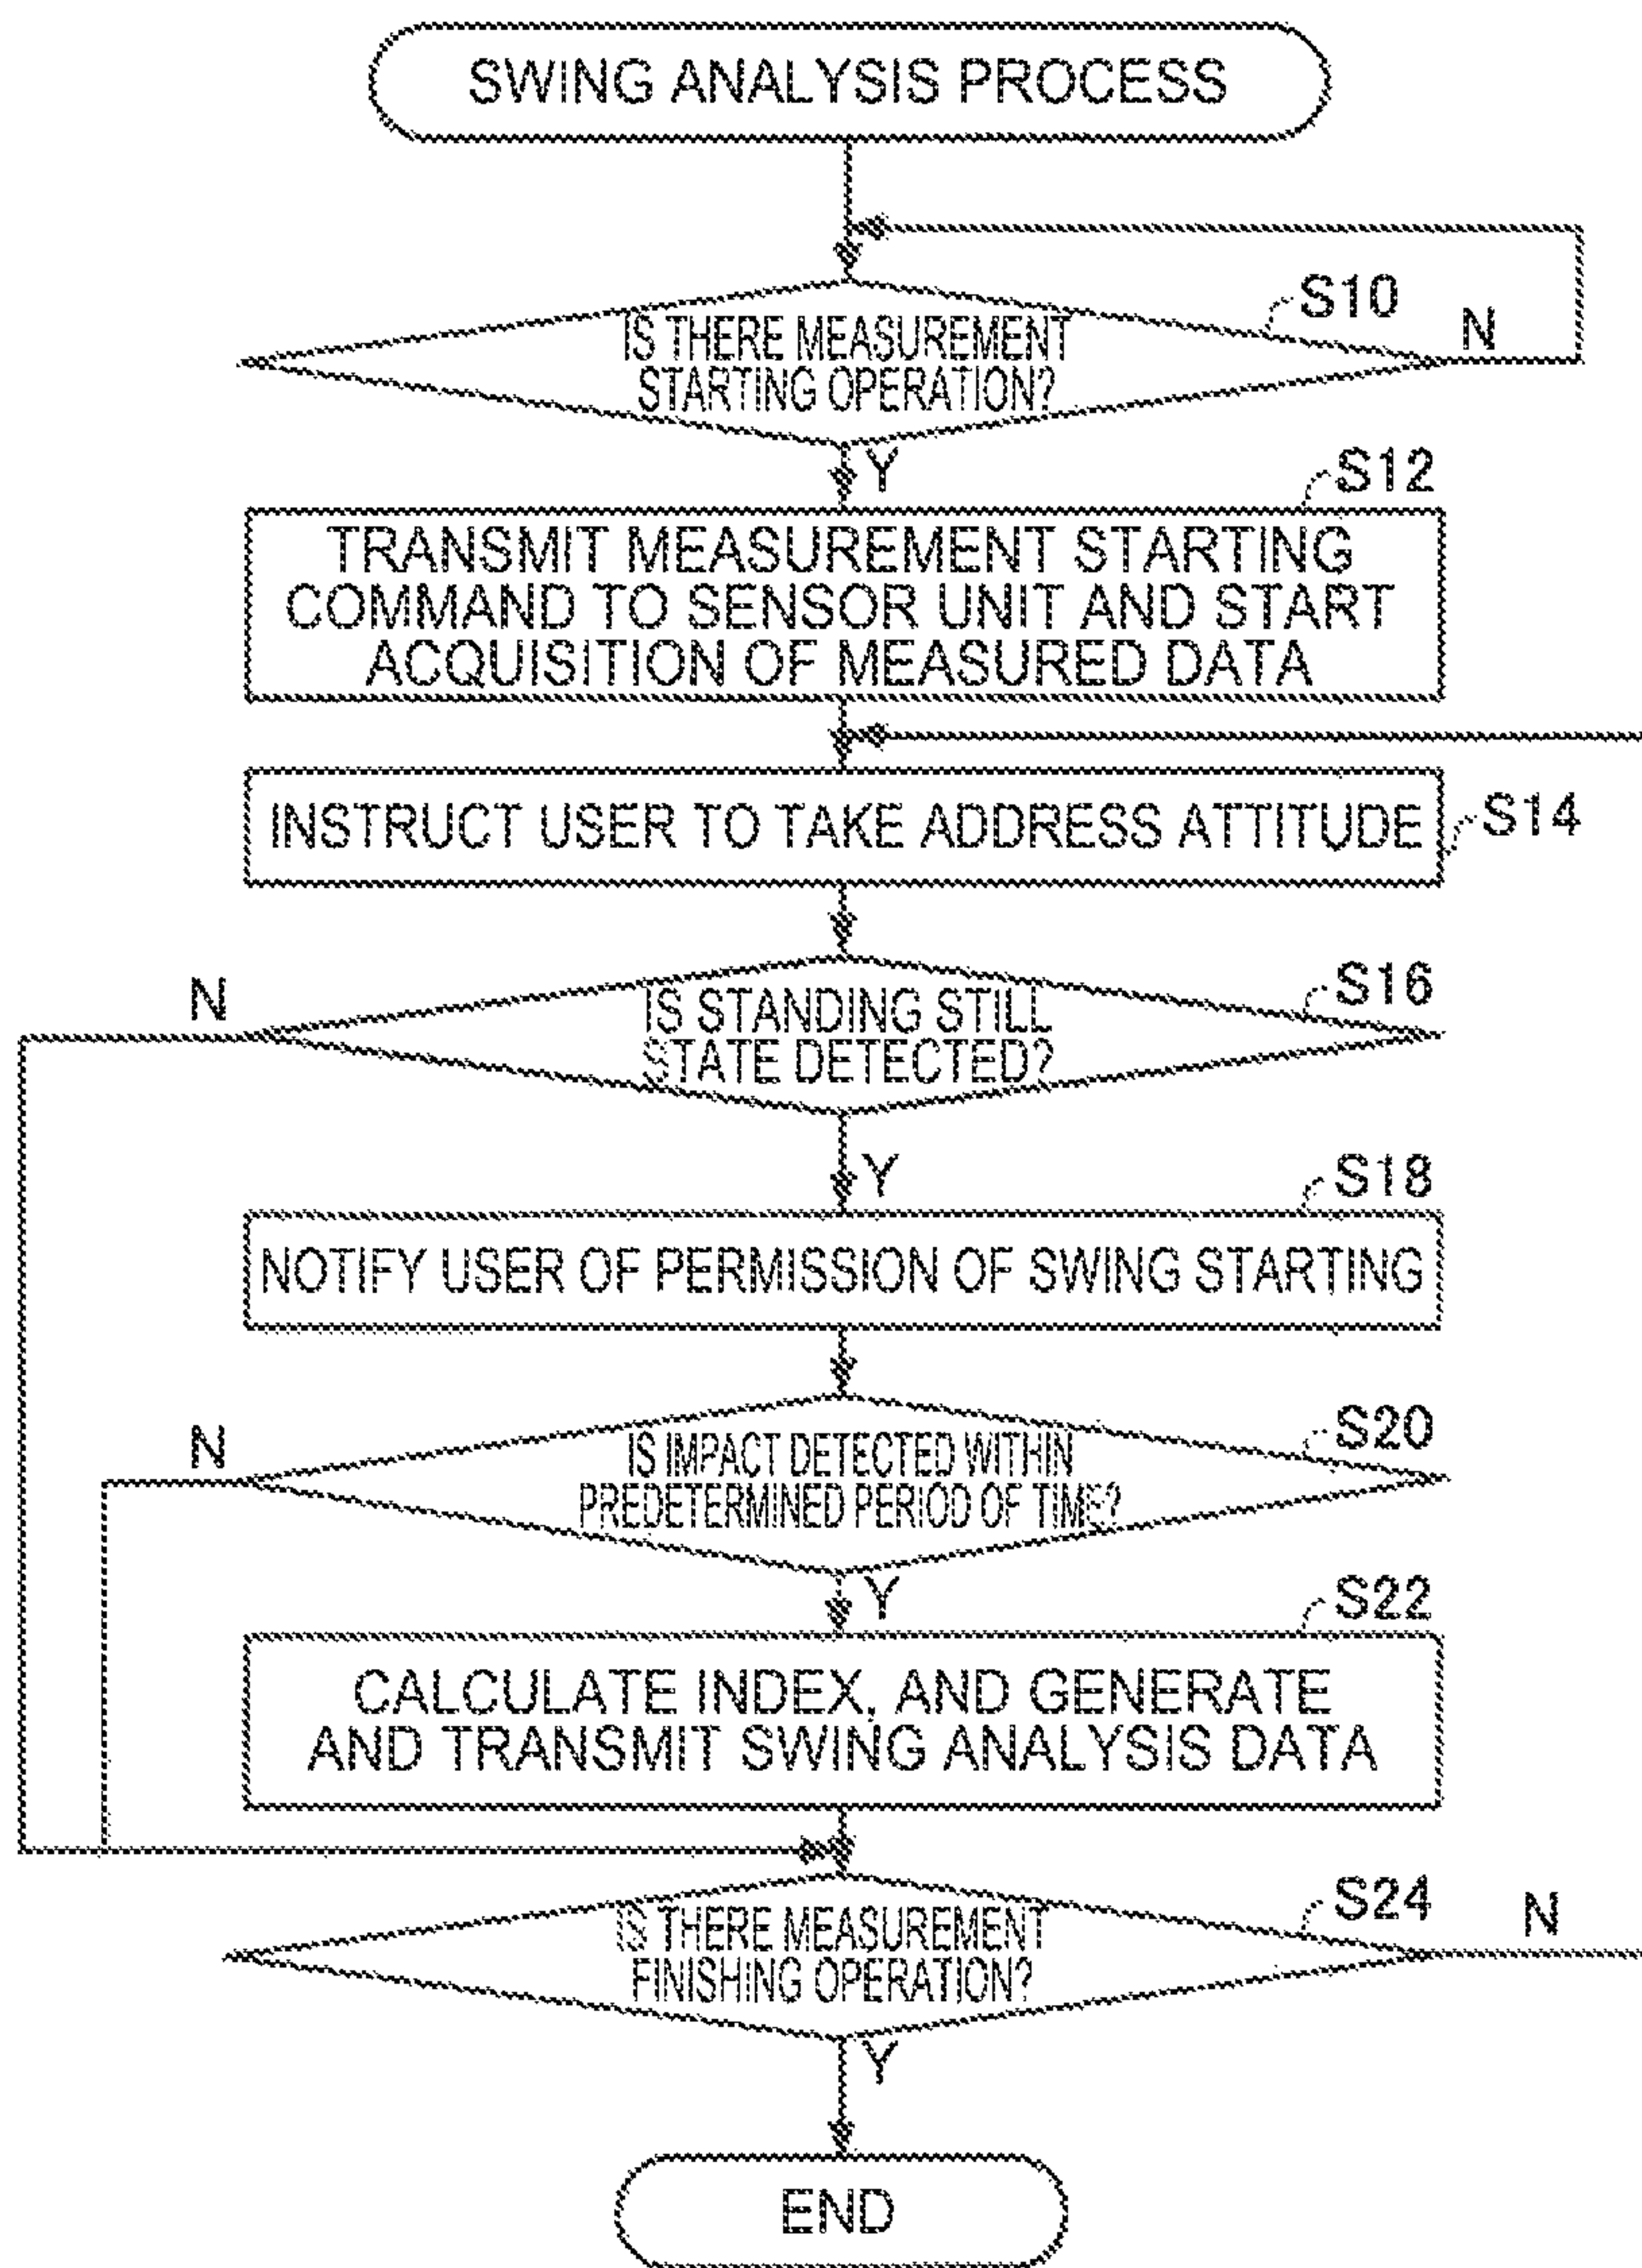 SWING ANALYSIS PROCESS
S10
IS THERE MEASUREMENT
STARTING OPERATION?
N
Y
S12
TRANSMIT MEASUREMENT STARTING
COMMAND TO SENSOR UNIT AND START
ACQUISITION OF MEASURED DATA
INSTRUCT USER TO TAKE ADDRESS ATTITUDE
S14
N
S16
IS STANDING STILL
STATE DETECTED?
Y
S18
NOTIFY USER OF PERMISSION OF SWING STARTING
N
S20
IS IMPACT DETECTED WITHIN
PREDETERMINED PERIOD OF TIME?
Y
S22
CALCULATE INDEX, AND GENERATE
AND TRANSMIT SWING ANALYSIS DATA
S24
N
IS THERE MEASUREMENT
FINISHING OPERATION?
Y
END